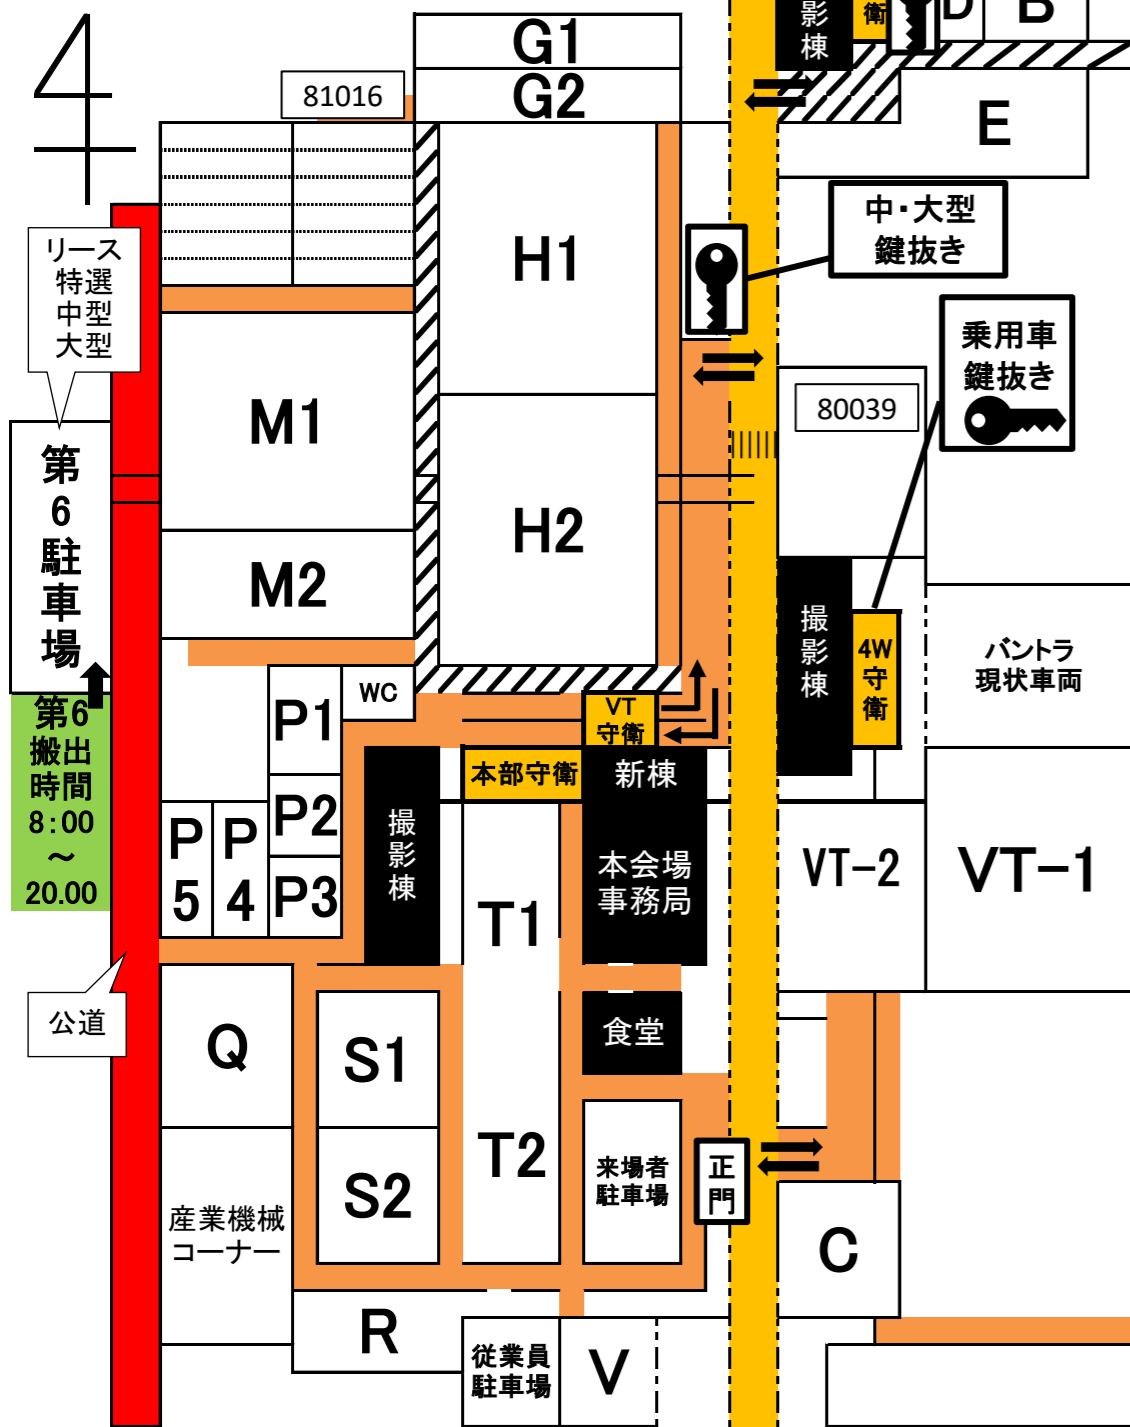 影
棟
衛
D
B
G1
G2
81016
E
中・大型
鍵抜き
リース
特選
中型
大型
H1
乗用車
鍵抜き
M1
80039
第
6
駐
車
場
H2
M2
撮
影
棟
4W
守
衛
バントラ
現状車両
WC
P1
VT
守衛
第6
搬出
時間
8:00
～
20.00
本部守衛
新棟
P2
撮
影
棟
本会場
事務局
VT-2
VT-1
P
5
P
4
P3
T1
公道
Q
S1
食堂
T2
来場者
駐車場
正
門
S2
産業機械
コーナー
C
R
従業員
駐車場
V